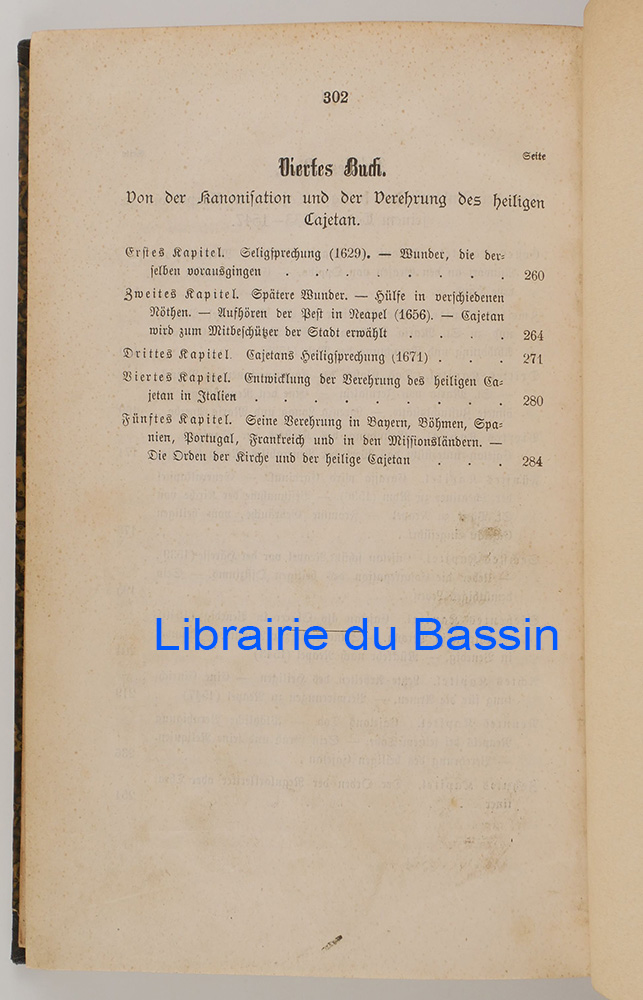 302
Seite
Viertes Buch.
Von der Kanonisation und der Verehrung des heiligen
Cajetan.
Erstes Kapitel. Seligsprechung (1629). — Wunder, die der=
selben vorausgingen . . . . . . . . 260
Zweites Kapitel. Spätere Wunder. — Hülfe in verschiedenen
Nöthen. — Aufhören der Pest in Neapel (1656). — Cajetan
wird zum Mitbeschützer der Stadt erwählt . . . . 264
Drittes Kapitel. Cajetans Heiligsprechung (1671) . . . 271
Viertes Kapitel. Entwicklung der Verehrung des heiligen Ca=
jetan in Italien . . . . . . . . . 280
Fünftes Kapitel. Seine Verehrung in Bayern, Böhmen, Spa=
nien, Portugal, Frankreich und in den Missionsländern. —
Die Orden der Kirche und der heilige Cajetan . . . 284
Librairie du Bassin